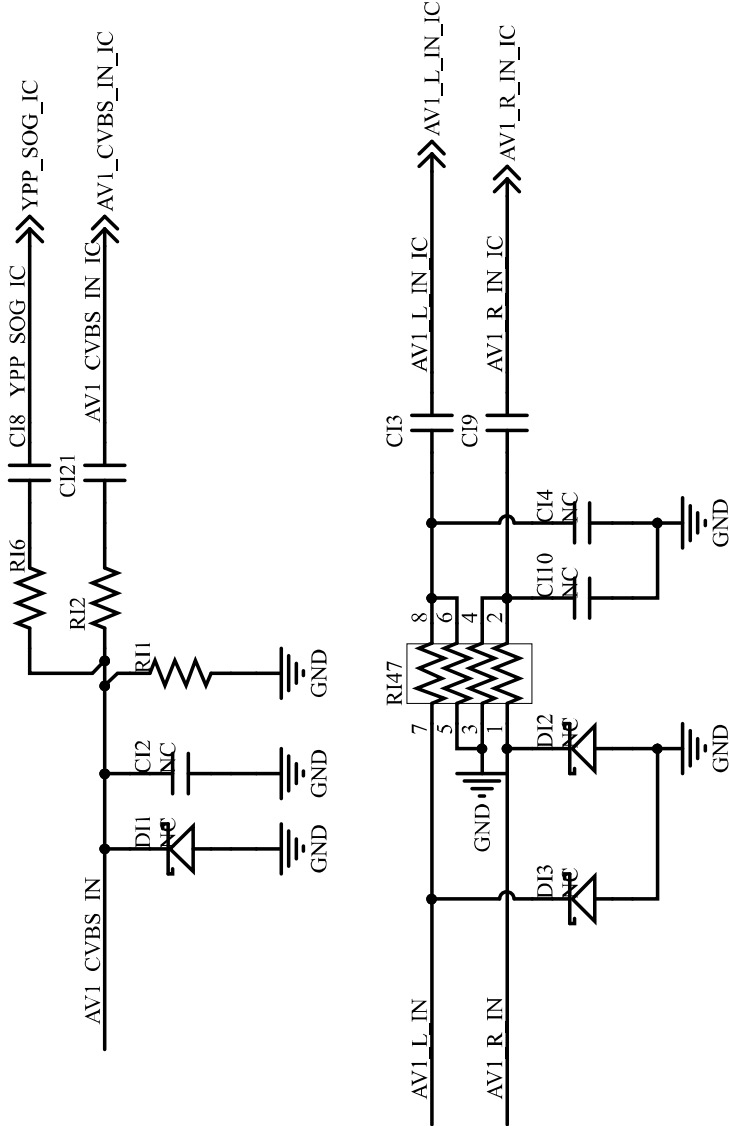 YPP_SOG_IC
AV1_CVBS_IN_IC
YPP_SOG_IC
AV1_CVBS_IN_IC
CI8
CI21
RI6
RI2
RI1
GND
CI2
NC
GND
DI1
NC
GND
AV1_CVBS_IN
AV1_L_IN_IC
AV1_R_IN_IC
AV1_L_IN_IC
AV1_R_IN_IC
CI3
CI9
CI4
NC
CI10
NC
GND
RI47
8
6
4
2
7
5
3
1
GND
DI2
NC
DI3
NC
GND
AV1_L_IN
AV1_R_IN